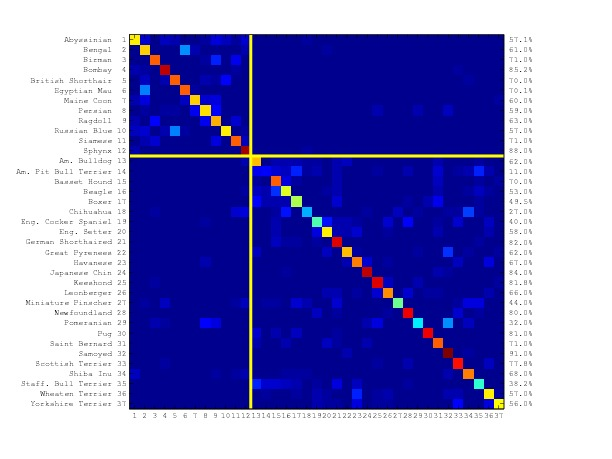 Abyssinian 1 57.1%
Bengal 2 61.0%
Birman 3 71.0%
Bombay 4 85.2%
British Shorthair 5 70.0%
Egyptian Mau 6 70.1%
Maine Coon 7 60.0%
Persian 8 59.0%
Ragdoll 9 63.0%
Russian Blue 10 57.0%
Siamese 11 71.0%
Sphynx 12 88.0%
Am. Bulldog 13 62.0%
Am. Pit Bull Terrier 14 11.0%
Basset Hound 15 70.0%
Beagle 16 53.0%
Boxer 17 49.5%
Chihuahua 18 27.0%
Eng. Cocker Spaniel 19 40.0%
Eng. Setter 20 58.0%
German Shorthaired 21 82.0%
Great Pyrenees 22 62.0%
Havanese 23 67.0%
Japanese Chin 24 84.0%
Keeshond 25 81.8%
Leonberger 26 66.0%
Miniature Pinscher 27 44.0%
Newfoundland 28 80.0%
Pomeranian 29 32.0%
Pug 30 81.0%
Saint Bernard 31 71.0%
Samoyed 32 91.0%
Scottish Terrier 33 77.8%
Shiba Inu 34 68.0%
Staff. Bull Terrier 35 38.2%
Wheaten Terrier 36 57.0%
Yorkshire Terrier 37 56.0%
1 2 3 4 5 6 7 8 9 10 11 12 13 14 15 16 17 18 19 20 21 22 23 24 25 26 27 28 29 30 31 32 33 34 35 36 37